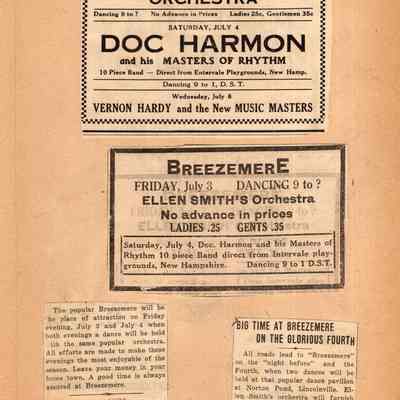 ORCHESTRA
Dancing 9 to ? No Advance in Prices Ladies 25c, Gentlemen 35c
SATURDAY, JULY 4
DOC HARMON
and his MASTERS OF RHYTHM
10 Piece Band — Direct from Entervale Playgrounds, New Hamp.
Dancing 9 to 1, D. S. T.
Wednesday, July 8
VERNON HARDY and the New MUSIC MASTERS
BREEZEMERE
FRIDAY, July 3 DANCING 9 to ?
ELLEN SMITH'S Orchestra
No advance in prices
LADIES .25 GENTS .35
Saturday, July 4, Doc. Harmon and his Masters of
Rhythm 10 piece Band direct from Intervale play-
grounds, New Hampshire. Dancing 9 to 1 D.S.T.
The popular Breezemere will be
he place of attraction on Friday
evening, July 3 and July 4 when
both evenings a dance will be held
with the same popular orchestra.
All efforts are made to make these
evenings the most enjoyable of the
season. Leave your money in your
home town. A good time is always
assured at Breezemere.
BIG TIME AT BREEZEMERE
ON THE GLORIOUS FOURTH
All roads lead to "Breezemere"
on the "night before" and the
Fourth, when two dances will be
held at that popular dance pavilion
at Norton Pond, Lincolnville. El-
len Smith's orchestra will furnish